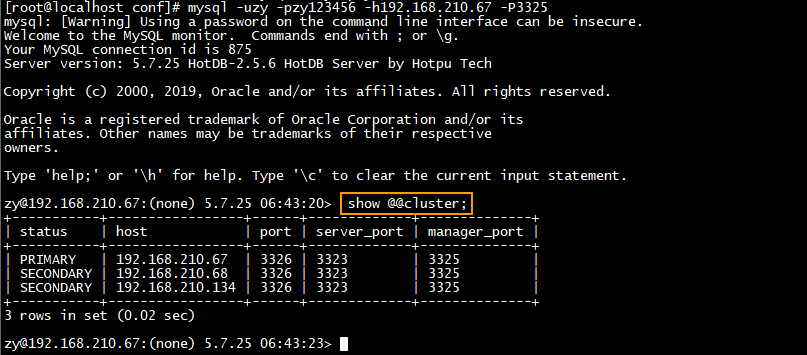 [root@localhost conf]# mysql -uzy -pzy123456 -h192.168.210.67 -P3325
mysql: [Warning] Using a password on the command line interface can be insecure.
Welcome to the MySQL monitor.  Commands end with ; or \g.
Your MySQL connection id is 875
Server version: 5.7.25 HotDB-2.5.6 HotDB Server by Hotpu Tech
Copyright (c) 2000, 2019, Oracle and/or its affiliates. All rights reserved.
Oracle is a registered trademark of Oracle Corporation and/or its
affiliates. Other names may be trademarks of their respective
owners.
Type 'help;' or '\h' for help. Type '\c' to clear the current input statement.
zy@192.168.210.67:(none) 5.7.25 06:43:20> show @@cluster;
+-----------+-----------------+------+-------------+--------------+
| status    | host            | port | server_port | manager_port |
+-----------+-----------------+------+-------------+--------------+
| PRIMARY   | 192.168.210.67  | 3326 | 3323        | 3325         |
| SECONDARY | 192.168.210.68  | 3326 | 3323        | 3325         |
| SECONDARY | 192.168.210.134 | 3326 | 3323        | 3325         |
+-----------+-----------------+------+-------------+--------------+
3 rows in set (0.02 sec)
zy@192.168.210.67:(none) 5.7.25 06:43:23>